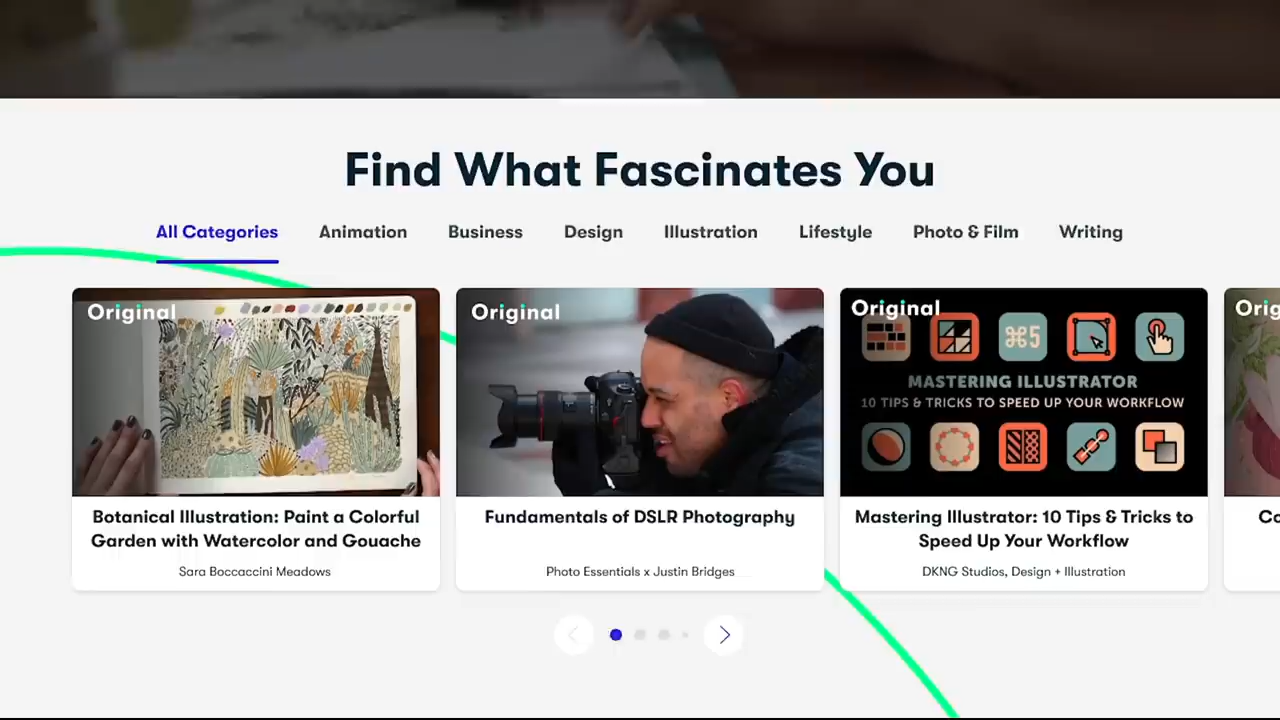 Find What Fascinates You
All Categories Animation Business Design Illustration Lifestyle Photo & Film Writing
Original
Botanical Illustration: Paint a Colorful
Garden with Watercolor and Gouache
Sara Boccaccini Meadows
Original
Fundamentals of DSLR Photography
Photo Essentials x Justin Bridges
Original
⌘5
MASTERING ILLUSTRATOR
10 TIPS & TRICKS TO SPEED UP YOUR WORKFLOW
Mastering Illustrator: 10 Tips & Tricks to
Speed Up Your Workflow
DKNG Studios, Design + Illustration